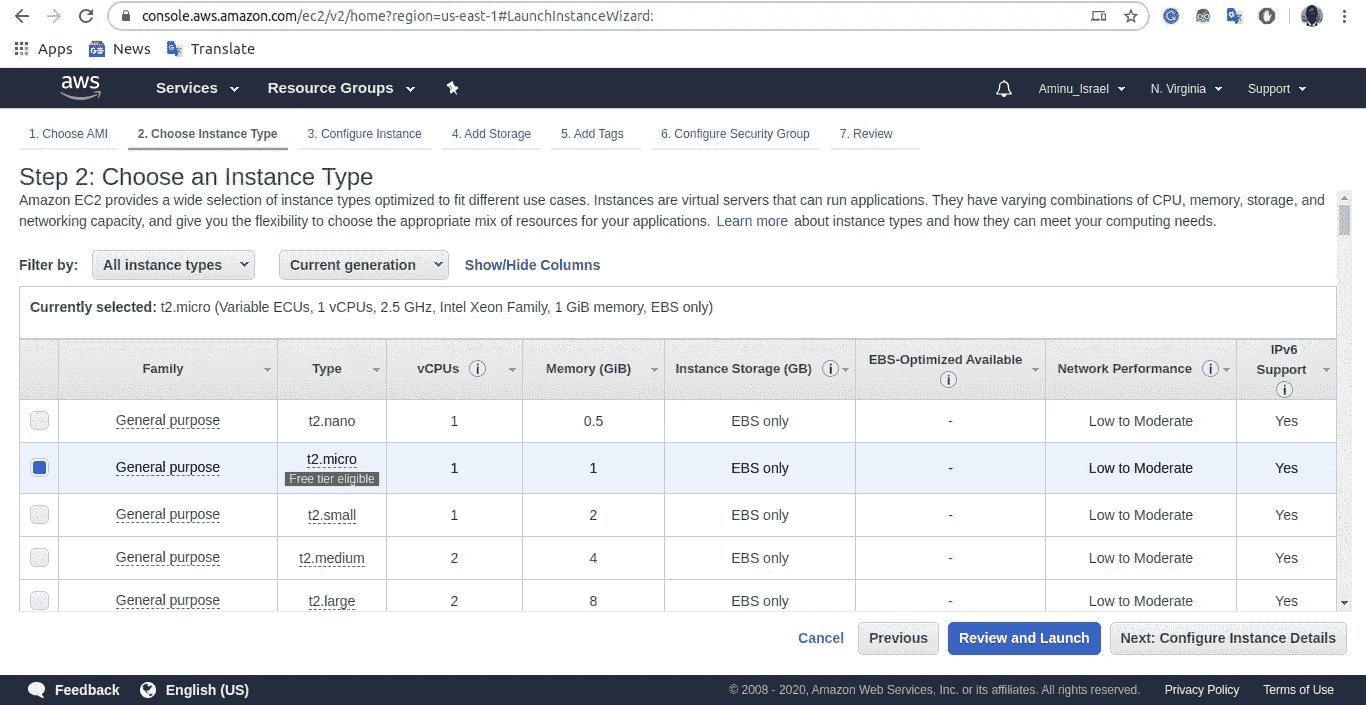 console.aws.amazon.com/ec2/v2/home?region=us-east-1#LaunchInstanceWizard:
Apps News Translate
aws Services Resource Groups Aminu_Israel N. Virginia Support
1. Choose AMI 2. Choose Instance Type 3. Configure Instance 4. Add Storage 5. Add Tags 6. Configure Security Group 7. Review
Step 2: Choose an Instance Type
Amazon EC2 provides a wide selection of instance types optimized to fit different use cases. Instances are virtual servers that can run applications. They have varying combinations of CPU, memory, storage, and
networking capacity, and give you the flexibility to choose the appropriate mix of resources for your applications. Learn more about instance types and how they can meet your computing needs.
Filter by: All instance types Current generation Show/Hide Columns
Currently selected: t2.micro (Variable ECUs, 1 vCPUs, 2.5 GHz, Intel Xeon Family, 1 GiB memory, EBS only)
Family Type vCPUs i Memory (GiB) Instance Storage (GB) i EBS-Optimized Available i Network Performance i IPv6 Support i
General purpose t2.nano 1 0.5 EBS only - Low to Moderate Yes
General purpose t2.micro Free tier eligible 1 1 EBS only - Low to Moderate Yes
General purpose t2.small 1 2 EBS only - Low to Moderate Yes
General purpose t2.medium 2 4 EBS only - Low to Moderate Yes
General purpose t2.large 2 8 EBS only - Low to Moderate Yes
Cancel Previous Review and Launch Next: Configure Instance Details
Feedback English (US) © 2008 - 2020, Amazon Web Services, Inc. or its affiliates. All rights reserved. Privacy Policy Terms of Use